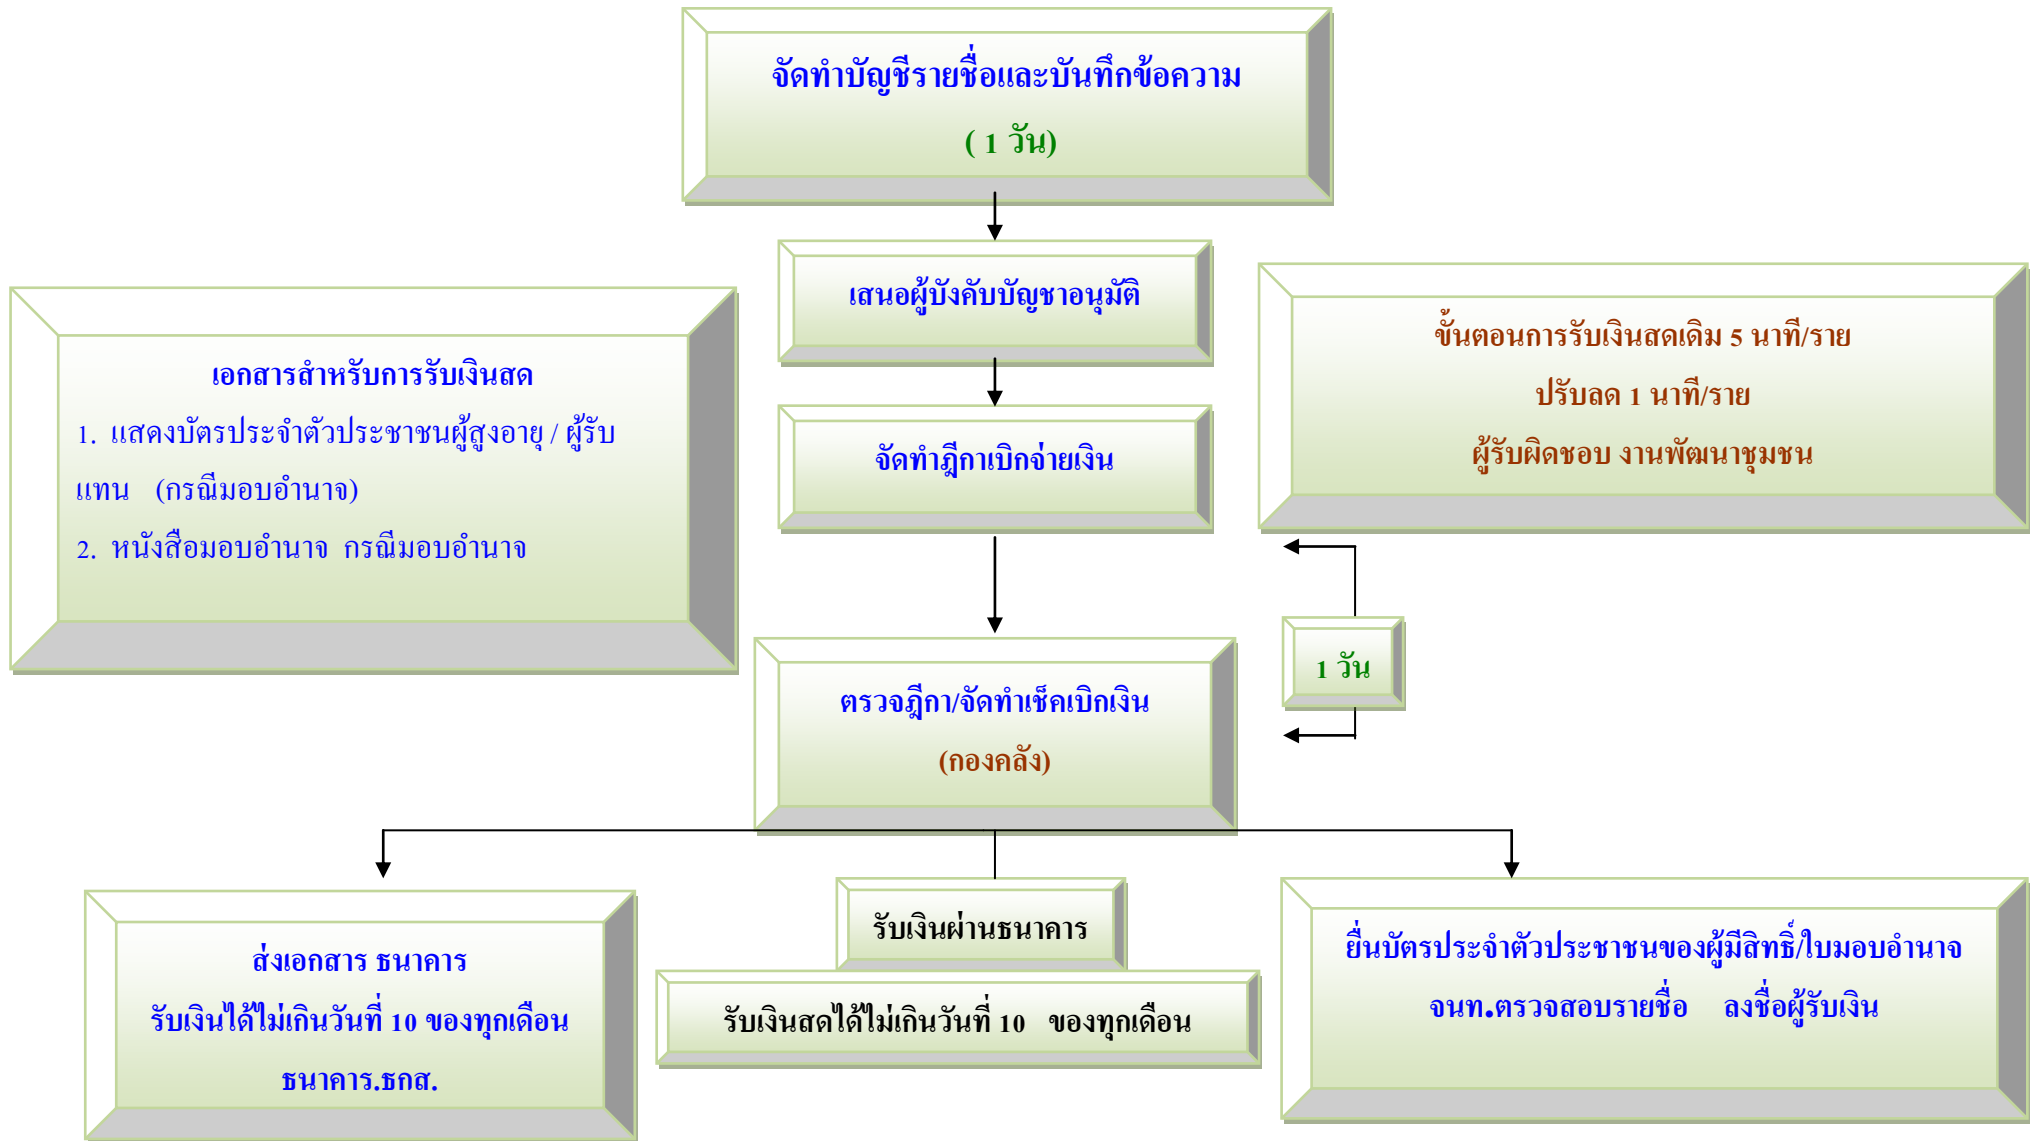 จัดทำบัญชีรายชื่อและบันทึกข้อความ
( 1 วัน)
เสนอผู้บังคับบัญชาอนุมัติ
เอกสารสำหรับการรับเงินสด
1. แสดงบัตรประจำตัวประชาชนผู้สูงอายุ / ผู้รับ
แทน (กรณีมอบอำนาจ)
2. หนังสือมอบอำนาจ กรณีมอบอำนาจ
จัดทำฎีกาเบิกจ่ายเงิน
ขั้นตอนการรับเงินสดเดิม 5 นาที/ราย
ปรับลด 1 นาที/ราย
ผู้รับผิดชอบ งานพัฒนาชุมชน
1 วัน
ตรวจฎีกา/จัดทำเช็คเบิกเงิน
(กองคลัง)
ส่งเอกสาร ธนาคาร
รับเงินได้ไม่เกินวันที่ 10 ของทุกเดือน
ธนาคาร.ธกส.
รับเงินผ่านธนาคาร
รับเงินสดได้ไม่เกินวันที่ 10 ของทุกเดือน
ยื่นบัตรประจำตัวประชาชนของผู้มีสิทธิ์/ใบมอบอำนาจ
จนท.ตรวจสอบรายชื่อ ลงชื่อผู้รับเงิน